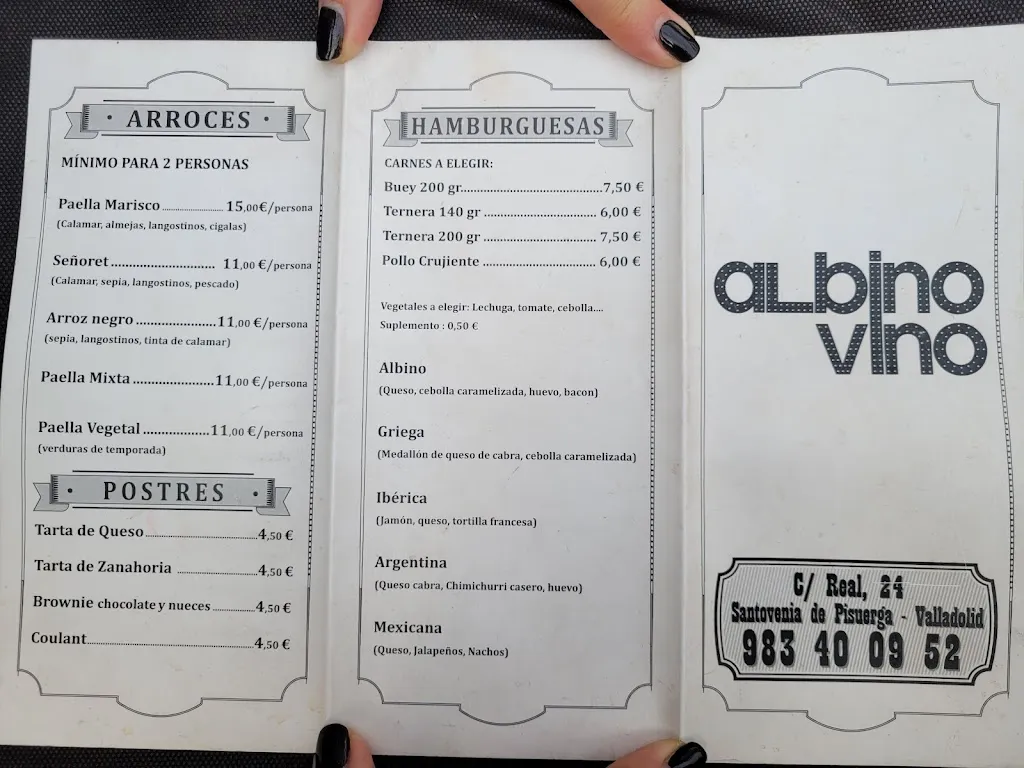 · ARROCES ·
MÍNIMO PARA 2 PERSONAS
Paella Marisco ........................ 15,00€/persona
(Calamar, almejas, langostinos, cigalas)
Señoret ........................... 11,00 €/persona
(Calamar, sepia, langostinos, pescado)
Arroz negro .....................11,00 €/persona
(sepia, langostinos, tinta de calamar)
Paella Mixta .....................11,00 €/persona
Paella Vegetal .................11,00 €/persona
(verduras de temporada)
· POSTRES ·
Tarta de Queso ................................4,50 €
Tarta de Zanahoria .......................4,50 €
Brownie chocolate y nueces ............4,50 €
Coulant................................................4,50 €
HAMBURGUESAS
CARNES A ELEGIR:
Buey 200 gr...................................7,50 €
Ternera 140 gr ............................ 6,00 €
Ternera 200 gr ............................ 7,50 €
Pollo Crujiente ............................ 6,00 €
Vegetales a elegir: Lechuga, tomate, cebolla....
Suplemento : 0,50 €
Albino
(Queso, cebolla caramelizada, huevo, bacon)
Griega
(Medallón de queso de cabra, cebolla caramelizada)
Ibérica
(Jamón, queso, tortilla francesa)
Argentina
(Queso cabra, Chimichurri casero, huevo)
Mexicana
(Queso, Jalapeños, Nachos)
aLbino
vino
C/ Real, 24
Santovenia de Pisuerga - Valladolid
983 40 09 52